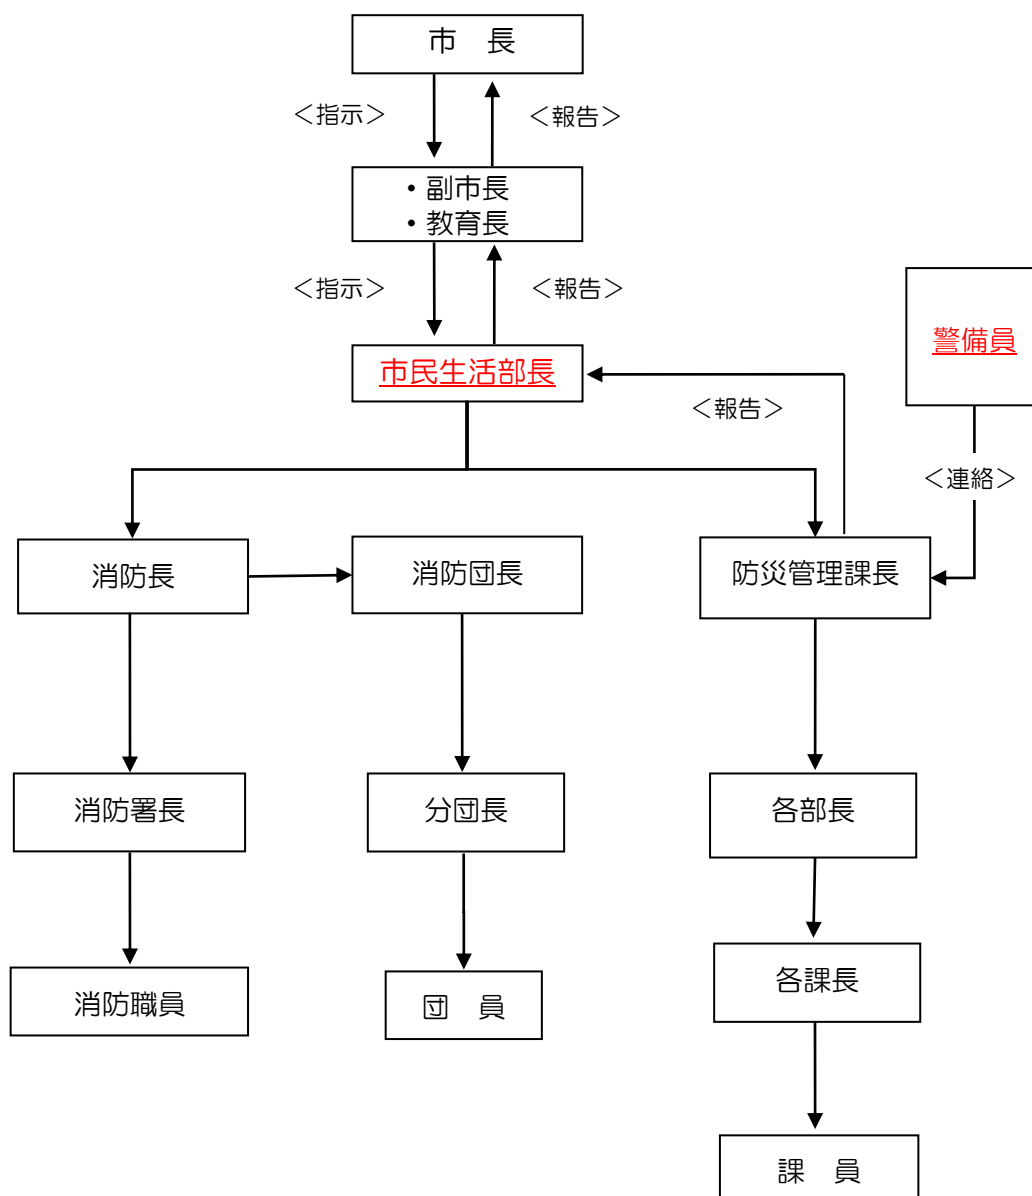 市　長
＜指示＞
＜報告＞
・副市長
・教育長
＜指示＞
＜報告＞
警備員
市民生活部長
＜報告＞
＜連絡＞
消防長
消防団長
防災管理課長
消防署長
分団長
各部長
各課長
消防職員
団　員
課　員